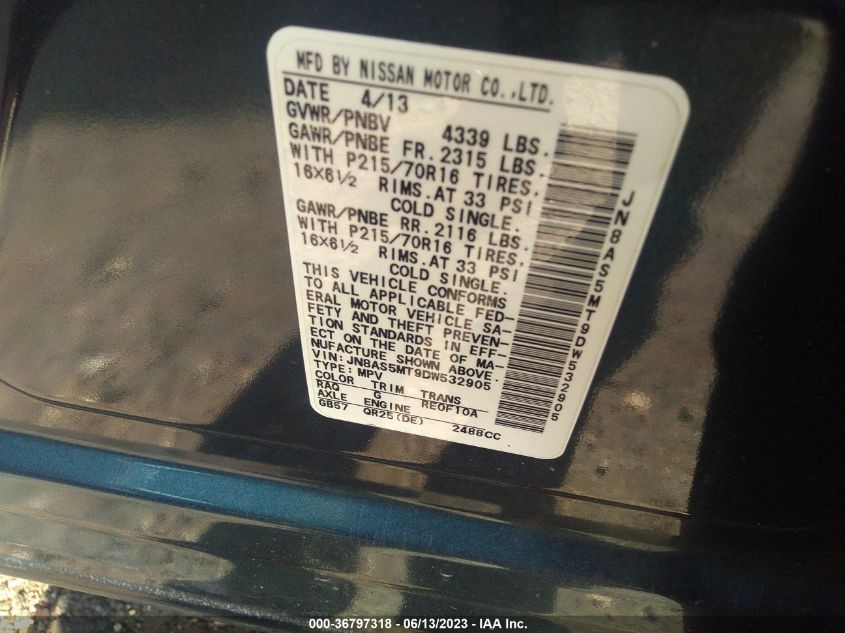 MFD BY NISSAN MOTOR CO.,LTD.
DATE 4/13
GVWR/PNBV 4339 LBS.
GAWR/PNBE FR. 2315 LBS.
WITH P215/70R16 TIRES.
16X6½ RIMS.AT 33 PSI
COLD SINGLE.
GAWR/PNBE RR. 2116 LBS.
WITH P215/70R16 TIRES.
16X6½ RIMS.AT 33 PSI
COLD SINGLE.
THIS VEHICLE CONFORMS
TO ALL APPLICABLE FED-
ERAL MOTOR VEHICLE SA-
FETY AND THEFT PREVEN-
TION STANDARDS IN EFF-
ECT ON THE DATE OF MA-
NUFACTURE SHOWN ABOVE.
VIN: JN8AS5MT9DW532905
TYPE: MPV
COLOR TRIM TRANS
RAQ G RE0F10A
AXLE ENGINE
GB57 QR25(DE) 2488CC
JN8AS5MT9DW532905
000-36797318 - 06/13/2023 - IAA Inc.